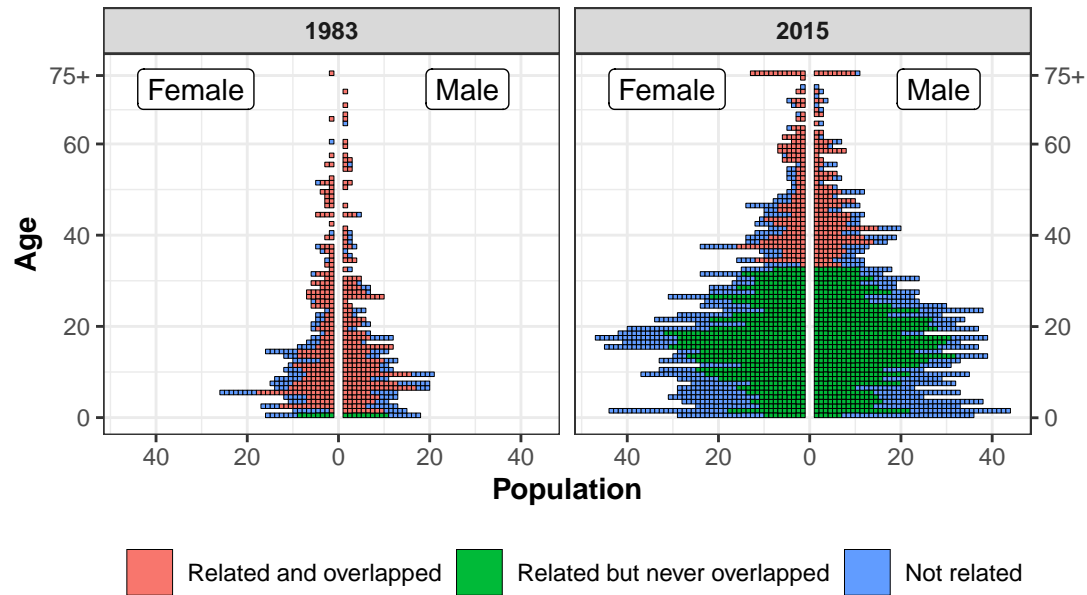 1983 2015
75+ Female Male Female Male 75+
60 60
Age
40 40
20 20
0 0
40 20 0 20 40 40 20 0 20 40
Population
Related and overlapped Related but never overlapped Not related